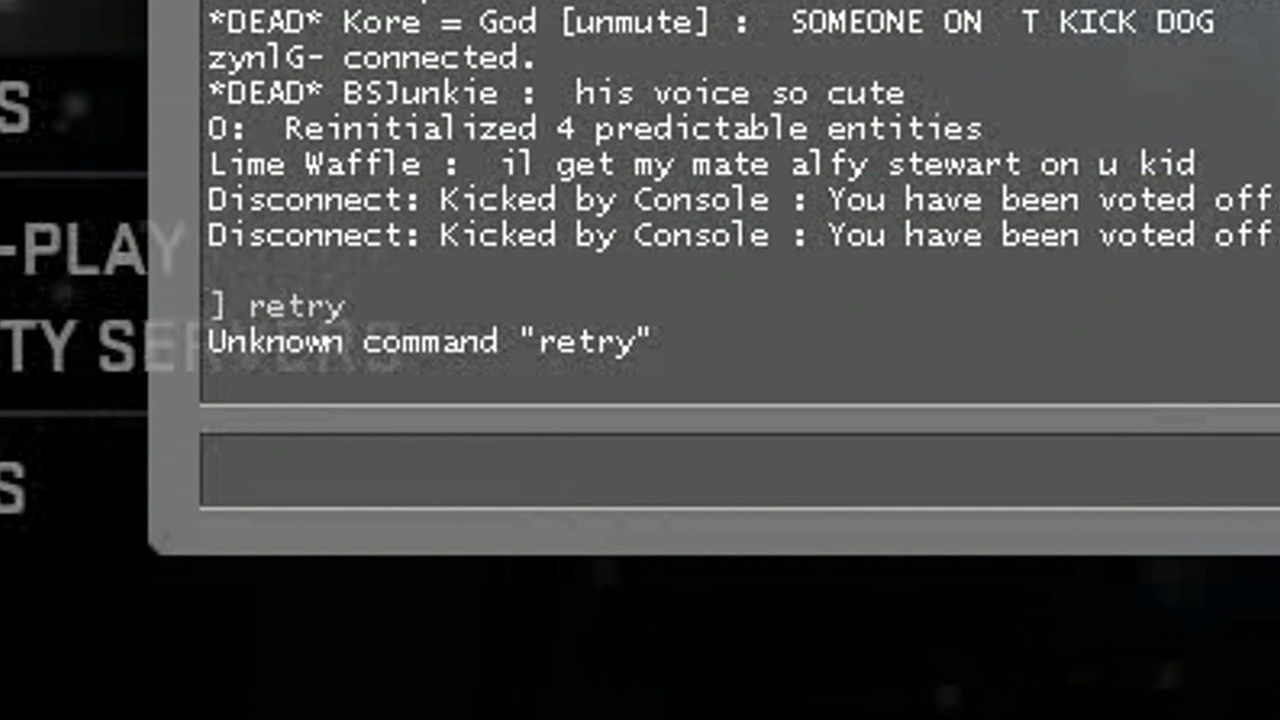 *DEAD* Kore = God [unmute] :  SOMEONE ON  T KICK DOG
zynlG- connected.
*DEAD* BSJunkie :  his voice so cute
0:  Reinitialized 4 predictable entities
Lime Waffle :  il get my mate alfy stewart on u kid
Disconnect: Kicked by Console : You have been voted off
Disconnect: Kicked by Console : You have been voted off
] retry
Unknown command "retry"
S
-PLAY
TY SERVERS
S